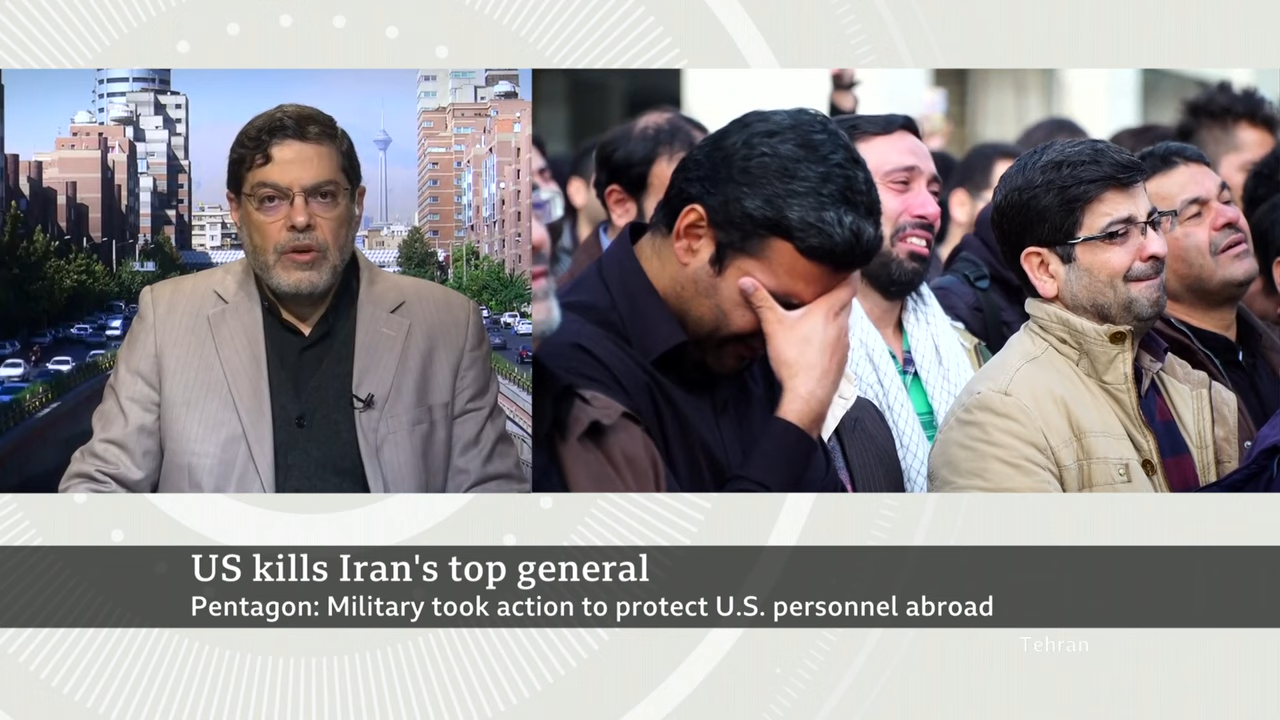 US kills Iran's top general
Pentagon: Military took action to protect U.S. personnel abroad
Tehran